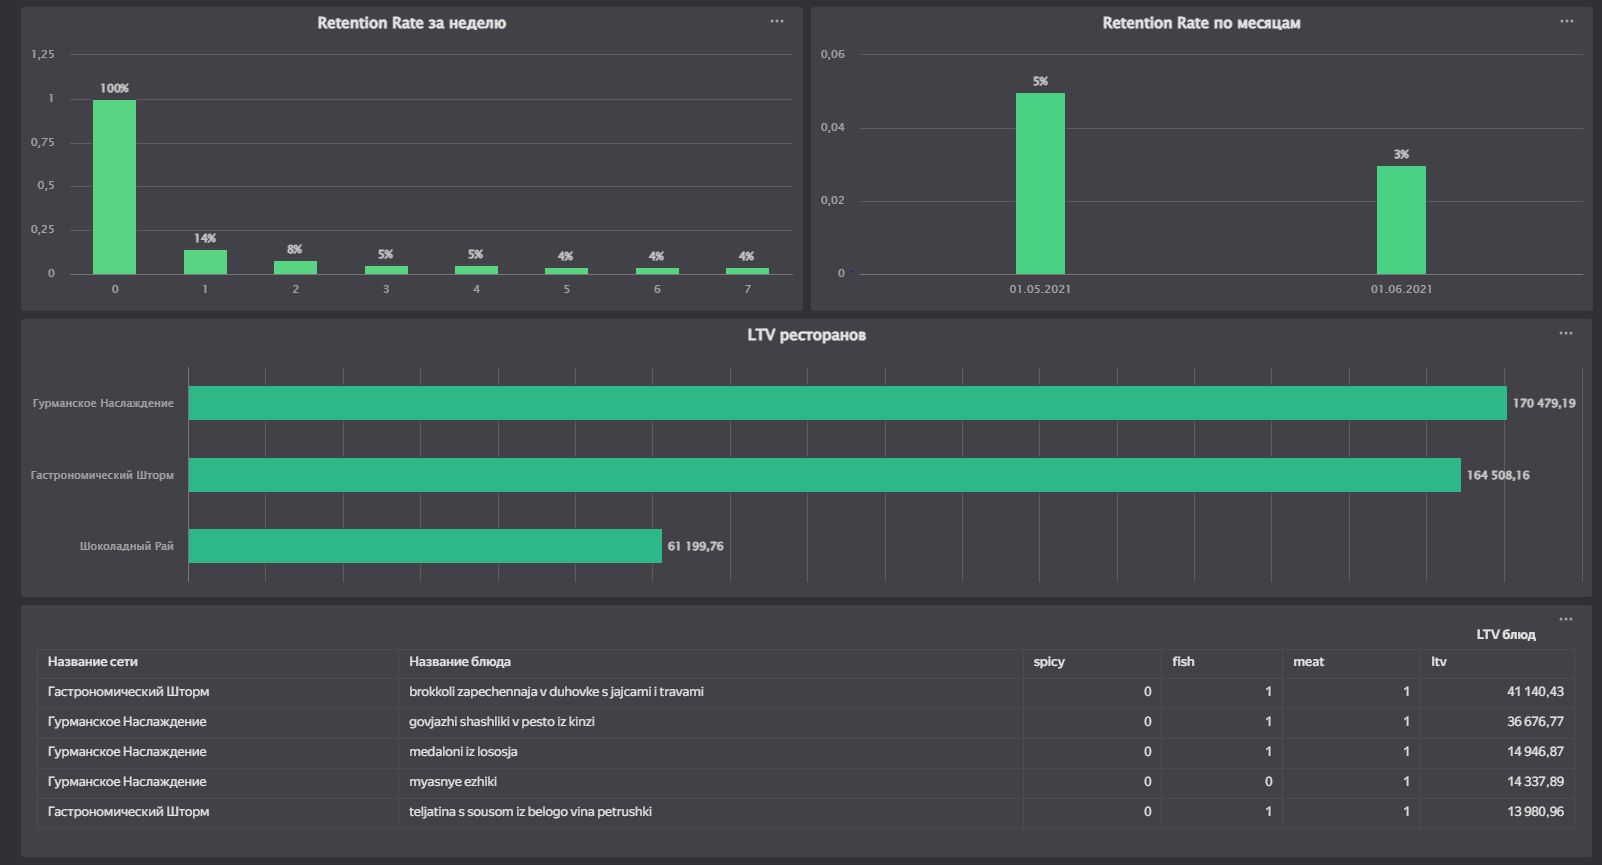 Retention Rate за неделю
1,25
1
0,75
0,5
0,25
0
100%
14%
8%
5%
5%
4%
4%
4%
0 1 2 3 4 5 6 7
Retention Rate по месяцам
0,06
0,04
0,02
0
5%
3%
01.05.2021 01.06.2021
LTV ресторанов
Гурманское Наслаждение 170 479,19
Гастрономический Шторм 164 508,16
Шоколадный Рай 61 199,76
LTV блюд
Название сети Название блюда spicy fish meat ltv
Гастрономический Шторм brokkoli zapechennaja v duhovke s jajcami i travami 0 1 1 41 140,43
Гурманское Наслаждение govjazhi shashliki v pesto iz kinzi 0 1 1 36 676,77
Гурманское Наслаждение medaloni iz lososja 0 1 1 14 946,87
Гурманское Наслаждение myasnye ezhiki 0 0 1 14 337,89
Гастрономический Шторм teljatina s sousom iz belogo vina petrushki 0 1 1 13 980,96